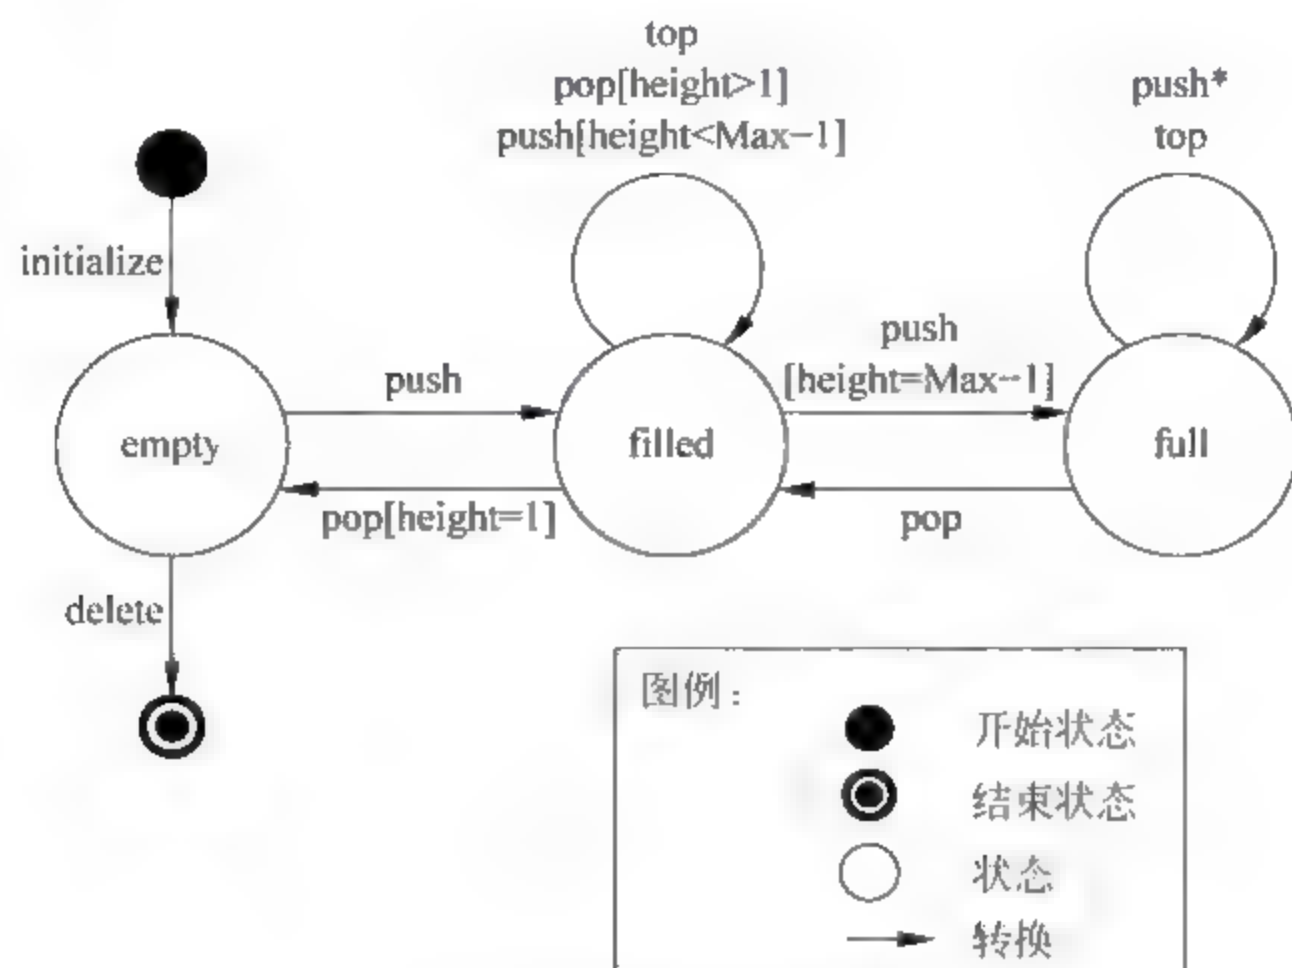 top
pop[height>1]
push[height<Max-1]
push*
top
initialize
push
push
[height=Max-1]
empty
filled
full
pop[height=1]
pop
delete
图例：
开始状态
结束状态
状态
转换